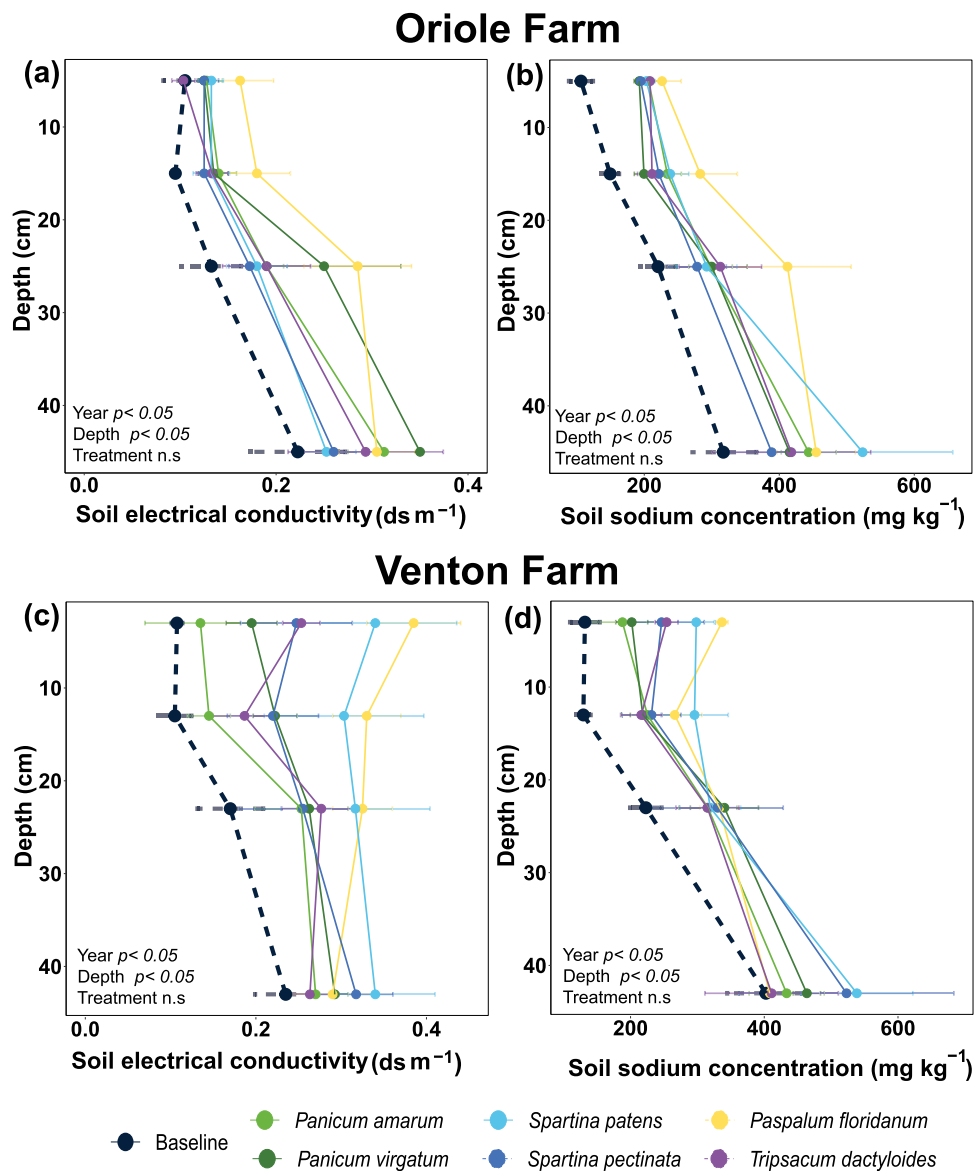 Oriole Farm
(a)
(b)
10
20
30
40
Depth (cm)
Year p< 0.05
Depth p< 0.05
Treatment n.s
0.0
0.2
0.4
Soil electrical conductivity (ds m⁻¹)
10
20
30
40
Depth (cm)
Year p< 0.05
Depth p< 0.05
Treatment n.s
200
400
600
Soil sodium concentration (mg kg⁻¹)
Venton Farm
(c)
(d)
10
20
30
40
Depth (cm)
Year p< 0.05
Depth p< 0.05
Treatment n.s
0.0
0.2
0.4
Soil electrical conductivity (ds m⁻¹)
10
20
30
40
Depth (cm)
Year p< 0.05
Depth p< 0.05
Treatment n.s
200
400
600
Soil sodium concentration (mg kg⁻¹)
Baseline
Panicum amarum
Spartina patens
Paspalum floridanum
Panicum virgatum
Spartina pectinata
Tripsacum dactyloides